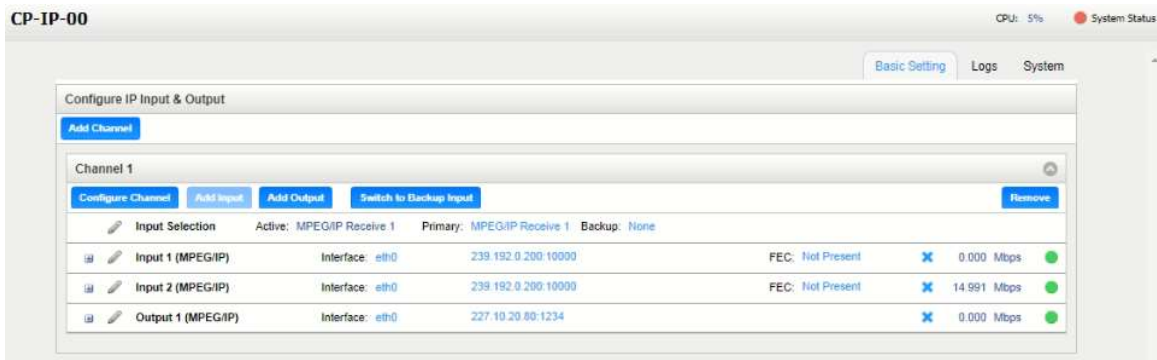 CP-IP-00 CPU: 5% System Status
Basic Setting Logs System
Configure IP Input & Output
Add Channel
Channel 1
Configure Channel Add Input Add Output Switch to Backup Input Remove
Input Selection Active: MPEG/IP Receive 1 Primary: MPEG/IP Receive 1 Backup: None
Input 1 (MPEG/IP) Interface: eth0 239.192.0.200:10000 FEC: Not Present 0.000 Mbps
Input 2 (MPEG/IP) Interface: eth0 239.192.0.200:10000 FEC: Not Present 14.991 Mbps
Output 1 (MPEG/IP) Interface: eth0 227.10.20.80:1234 0.000 Mbps